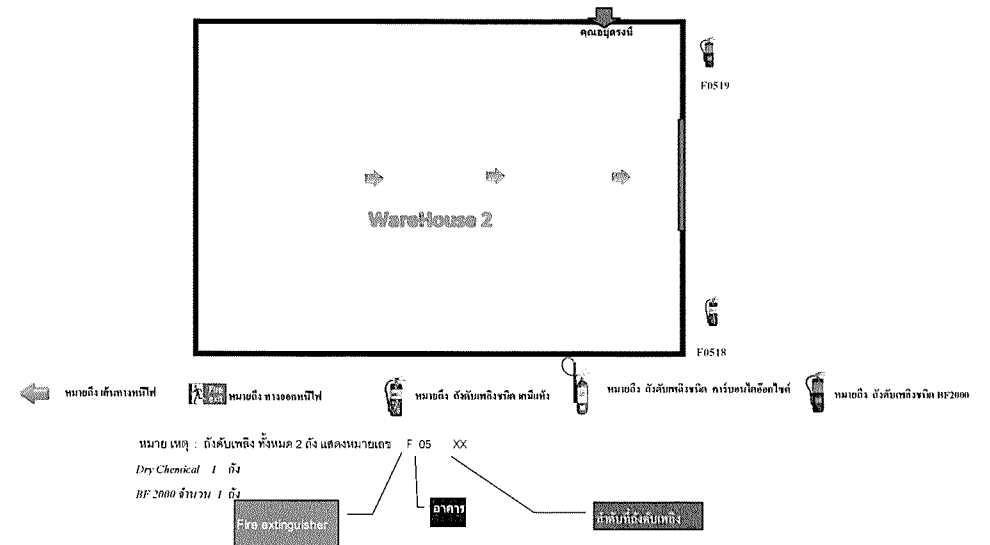 คุณอยู่ตรงนี้
F0519
WareHouse 2
F0518
หมายถึง เส้นทางหนีไฟ
หมายถึง ทางออกหนีไฟ
หมายถึง ถังดับเพลิงชนิด เคมีแห้ง
หมายถึง ถังดับเพลิงชนิด คาร์บอนไดอ๊อกไซด์
หมายถึง ถังดับเพลิงชนิด BF2000
หมาย เหตุ : ถังดับเพลิง ทั้งหมด 2 ถัง แสดงหมายเลข F 05 XX
Dry Chemical 1 ถัง
BF 2000 จำนวน 1 ถัง
Fire extinguisher
อาคาร
ลำดับที่ถังดับเพลิง